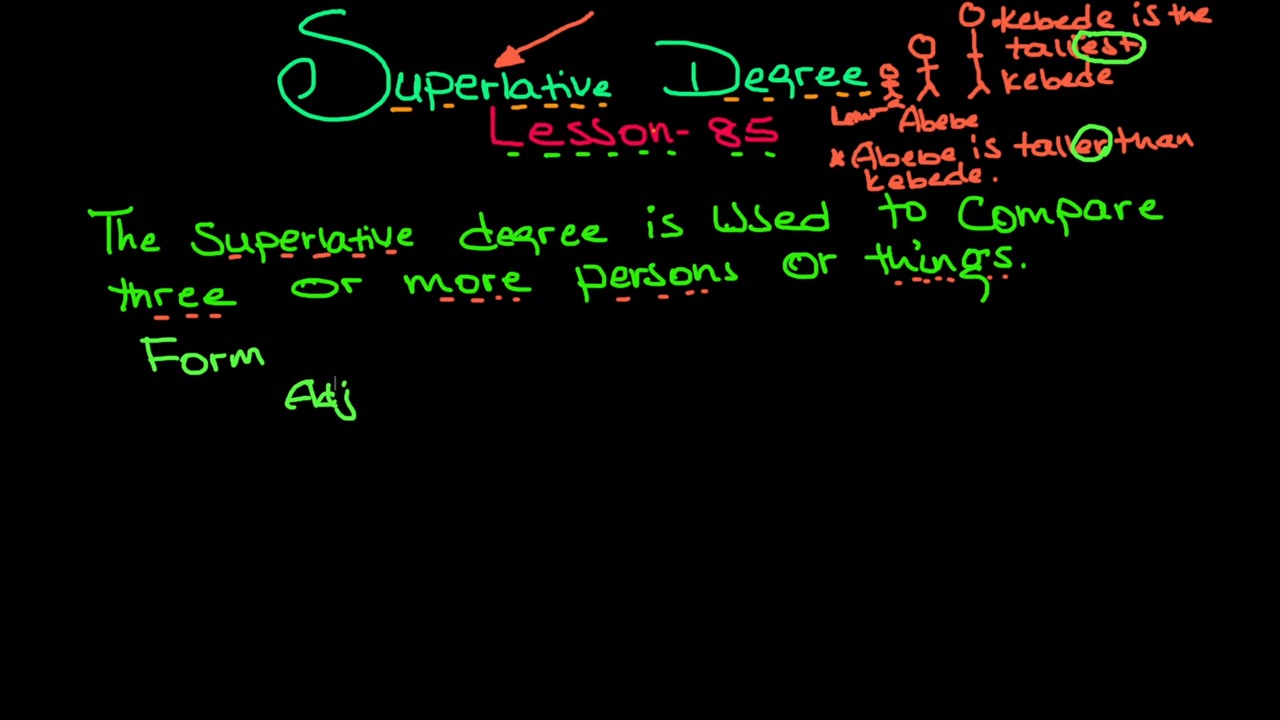 Superlative Degree
Lesson-85
.kebede is the
tallest
kebede
Abebe
*Abebe is taller than
kebede.
The Superlative degree is Used to Compare
three or more persons or things.
Form
Adj